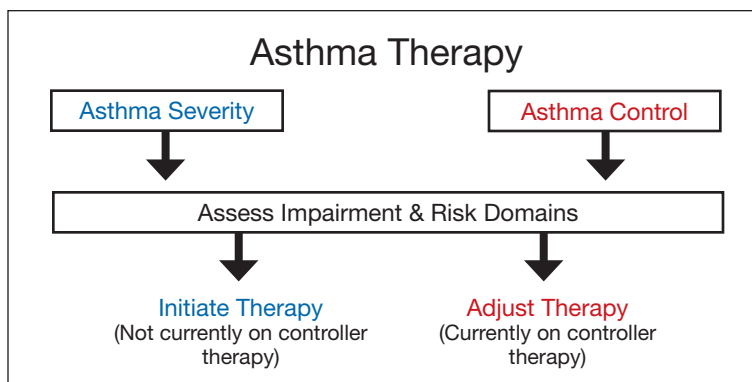 Asthma Therapy
Asthma Severity
Asthma Control
Assess Impairment & Risk Domains
Initiate Therapy
(Not currently on controller
therapy)
Adjust Therapy
(Currently on controller
therapy)